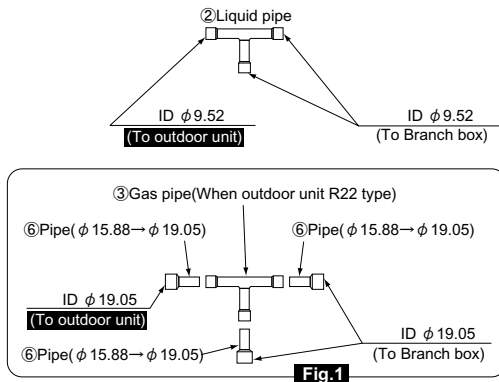 ②Liquid pipe
ID φ9.52
(To outdoor unit)
ID φ9.52
(To Branch box)
③Gas pipe(When outdoor unit R22 type)
⑥Pipe(φ15.88→φ19.05)
⑥Pipe(φ15.88→φ19.05)
ID φ19.05
(To outdoor unit)
ID φ19.05
(To Branch box)
⑥Pipe(φ15.88→φ19.05)
Fig.1